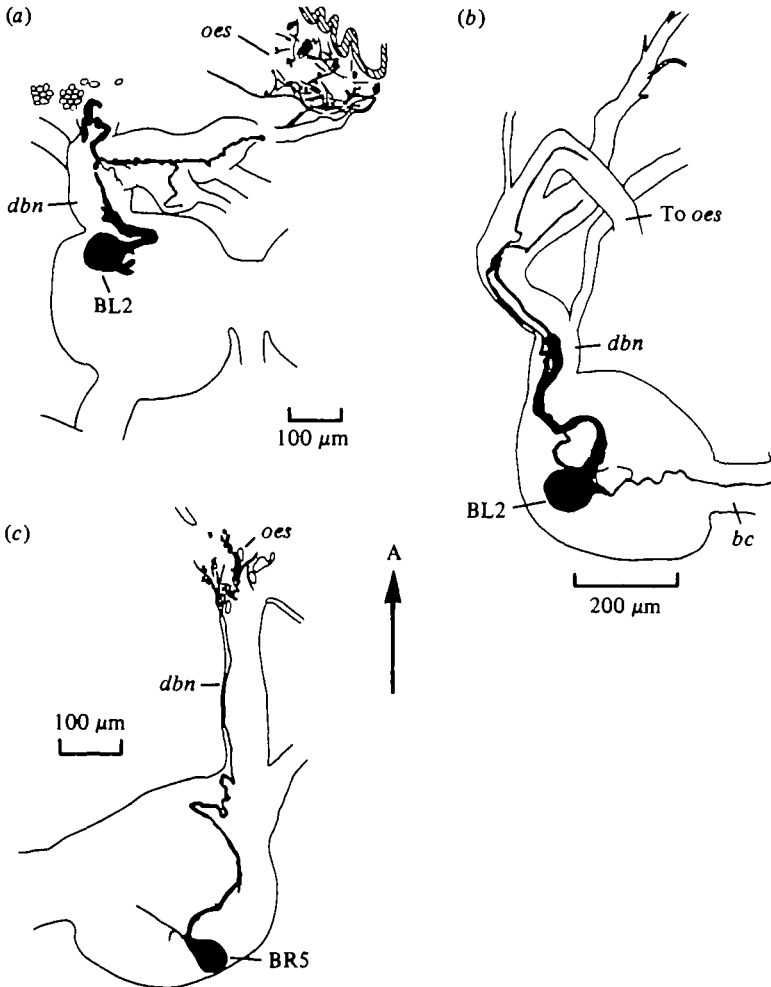 (a)
oes
dbn
BL2
100 μm
(b)
To oes
dbn
BL2
bc
200 μm
(c)
oes
A
dbn
100 μm
BR5